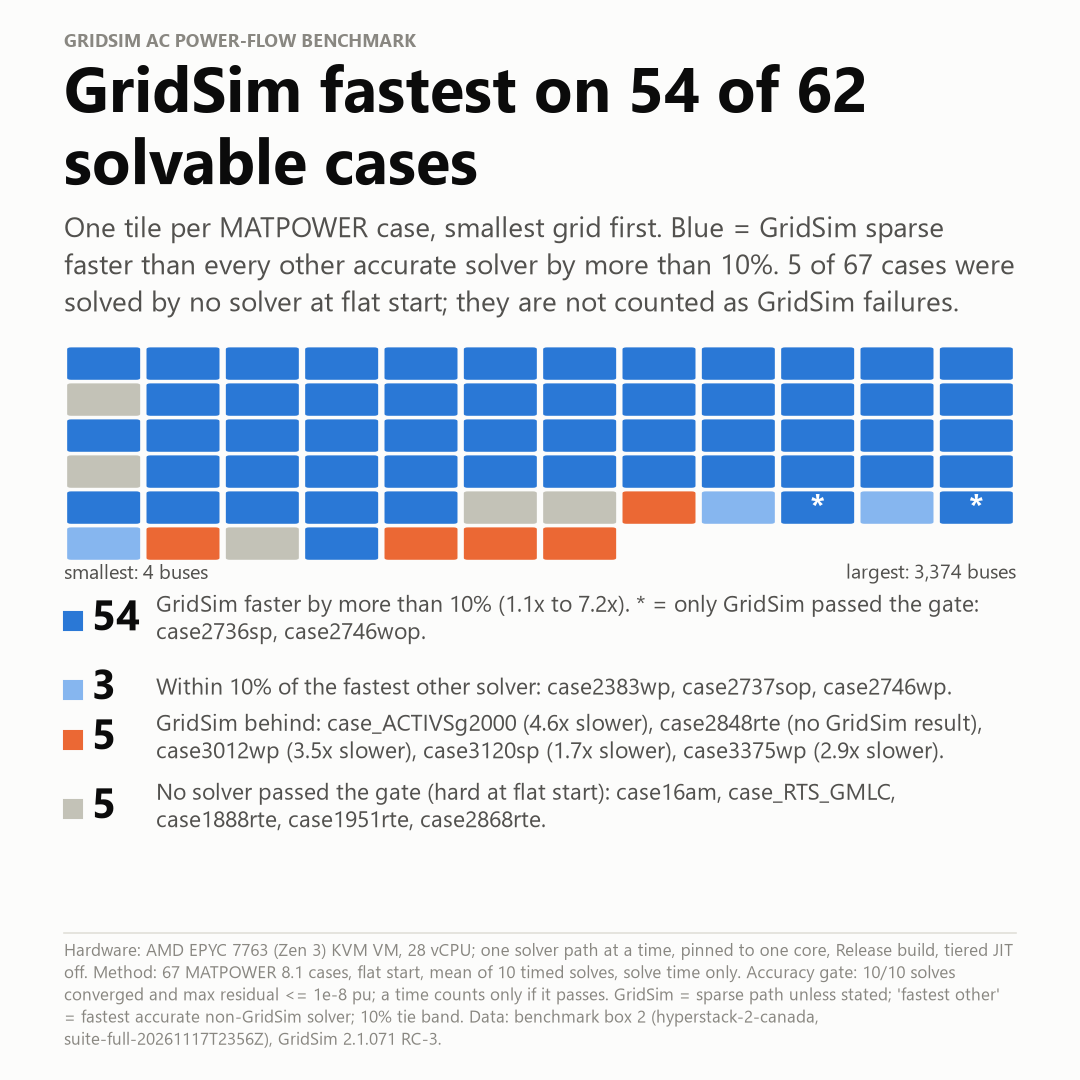 GRIDSIM AC POWER-FLOW BENCHMARK
GridSim fastest on 54 of 62
solvable cases
One tile per MATPOWER case, smallest grid first. Blue = GridSim sparse
faster than every other accurate solver by more than 10%. 5 of 67 cases were
solved by no solver at flat start; they are not counted as GridSim failures.
* *
smallest: 4 buses largest: 3,374 buses
54 GridSim faster by more than 10% (1.1x to 7.2x). * = only GridSim passed the gate:
case2736sp, case2746wop.
3 Within 10% of the fastest other solver: case2383wp, case2737sop, case2746wp.
5 GridSim behind: case_ACTIVSg2000 (4.6x slower), case2848rte (no GridSim result),
case3012wp (3.5x slower), case3120sp (1.7x slower), case3375wp (2.9x slower).
5 No solver passed the gate (hard at flat start): case16am, case_RTS_GMLC,
case1888rte, case1951rte, case2868rte.
Hardware: AMD EPYC 7763 (Zen 3) KVM VM, 28 vCPU; one solver path at a time, pinned to one core, Release build, tiered JIT
off. Method: 67 MATPOWER 8.1 cases, flat start, mean of 10 timed solves, solve time only. Accuracy gate: 10/10 solves
converged and max residual <= 1e-8 pu; a time counts only if it passes. GridSim = sparse path unless stated; 'fastest other'
= fastest accurate non-GridSim solver; 10% tie band. Data: benchmark box 2 (hyperstack-2-canada,
suite-full-20261117T2356Z), GridSim 2.1.071 RC-3.